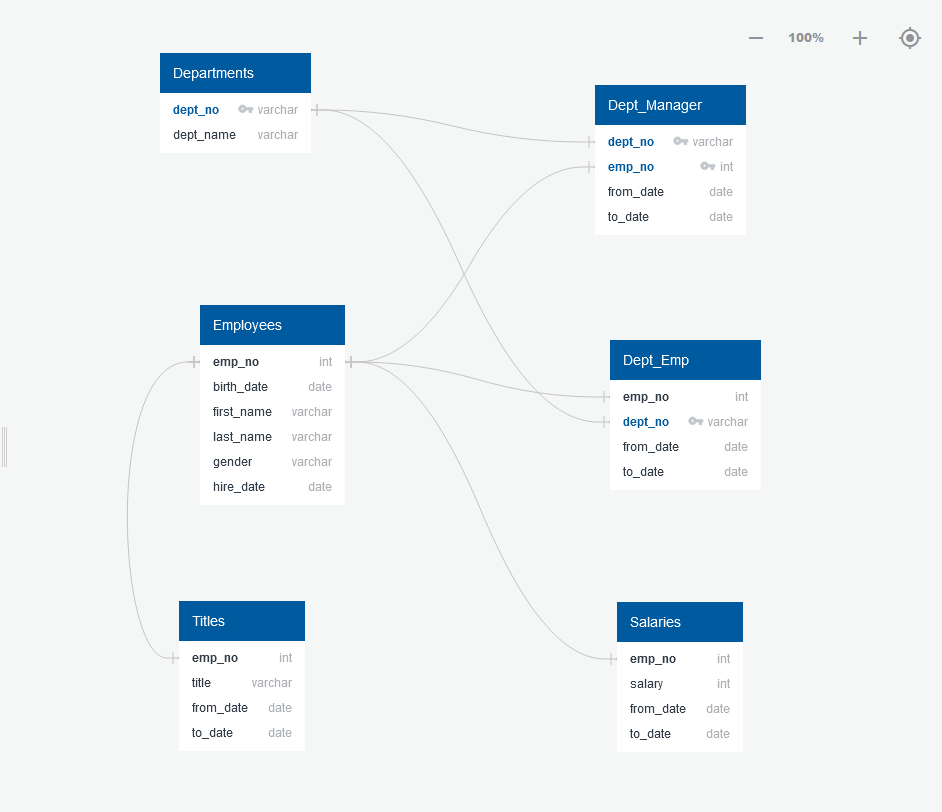 100%
Departments
dept_no varchar
dept_name varchar
Dept_Manager
dept_no varchar
emp_no int
from_date date
to_date date
Employees
emp_no int
birth_date date
first_name varchar
last_name varchar
gender varchar
hire_date date
Dept_Emp
emp_no int
dept_no varchar
from_date date
to_date date
Titles
emp_no int
title varchar
from_date date
to_date date
Salaries
emp_no int
salary int
from_date date
to_date date